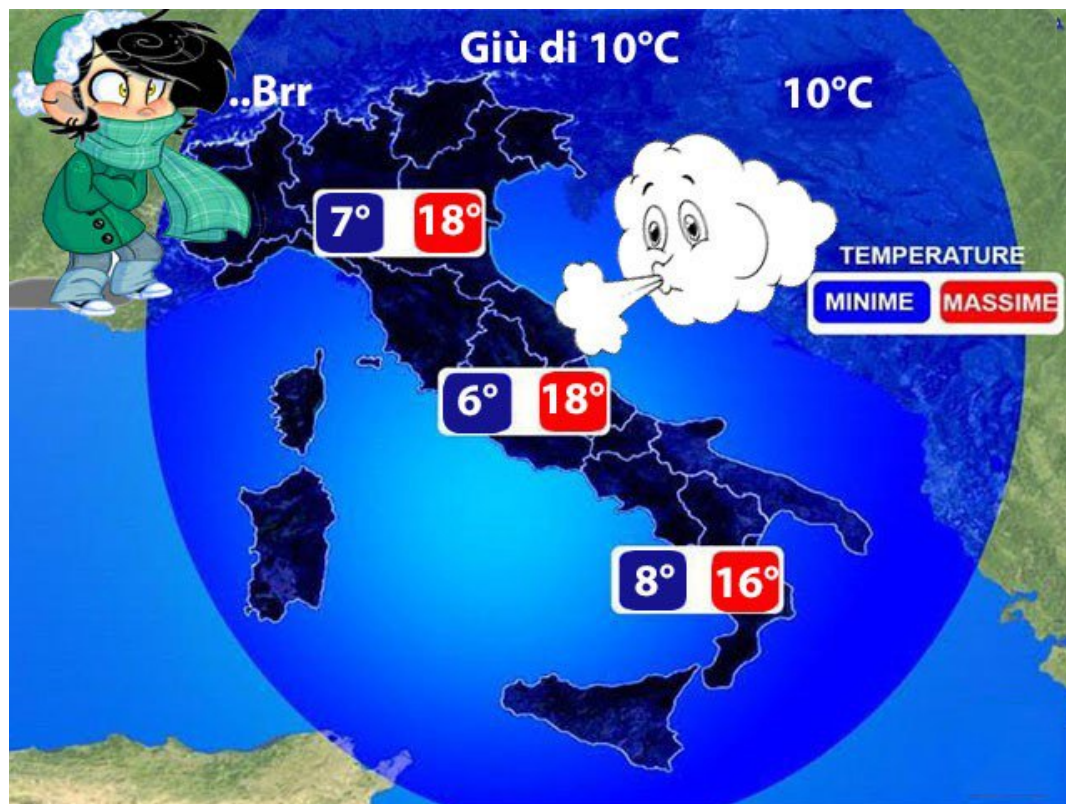 Giù di 10°C
..Brr
10°C
7° 18°
TEMPERATURE
MINIME MASSIME
6° 18°
8° 16°